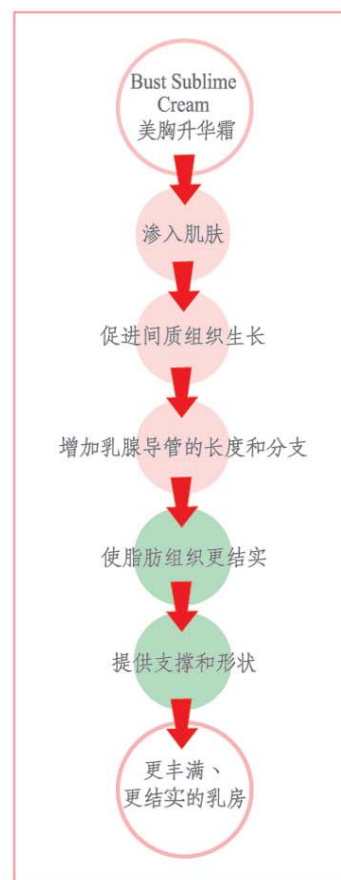 Bust Sublime
Cream
美胸升华霜
渗入肌肤
促进间质组织生长
增加乳腺导管的长度和分支
使脂肪组织更结实
提供支撑和形状
更丰满、
更结实的乳房